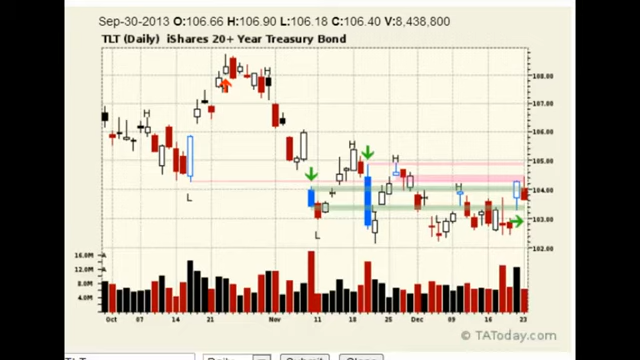 Sep-30-2013 O:106.66 H:106.90 L:106.18 C:106.40 V:8,438,800
TLT (Daily) iShares 20+ Year Treasury Bond
108.00
107.00
106.00
105.00
104.00
103.00
102.00
H H H H H
L L L
16.0M
12.0M
8.0M
4.0M
Oct 07 14 21 Nov 11 18 25 Dec 09 16 23
© TAToday.com
TLT Daily Submit Close